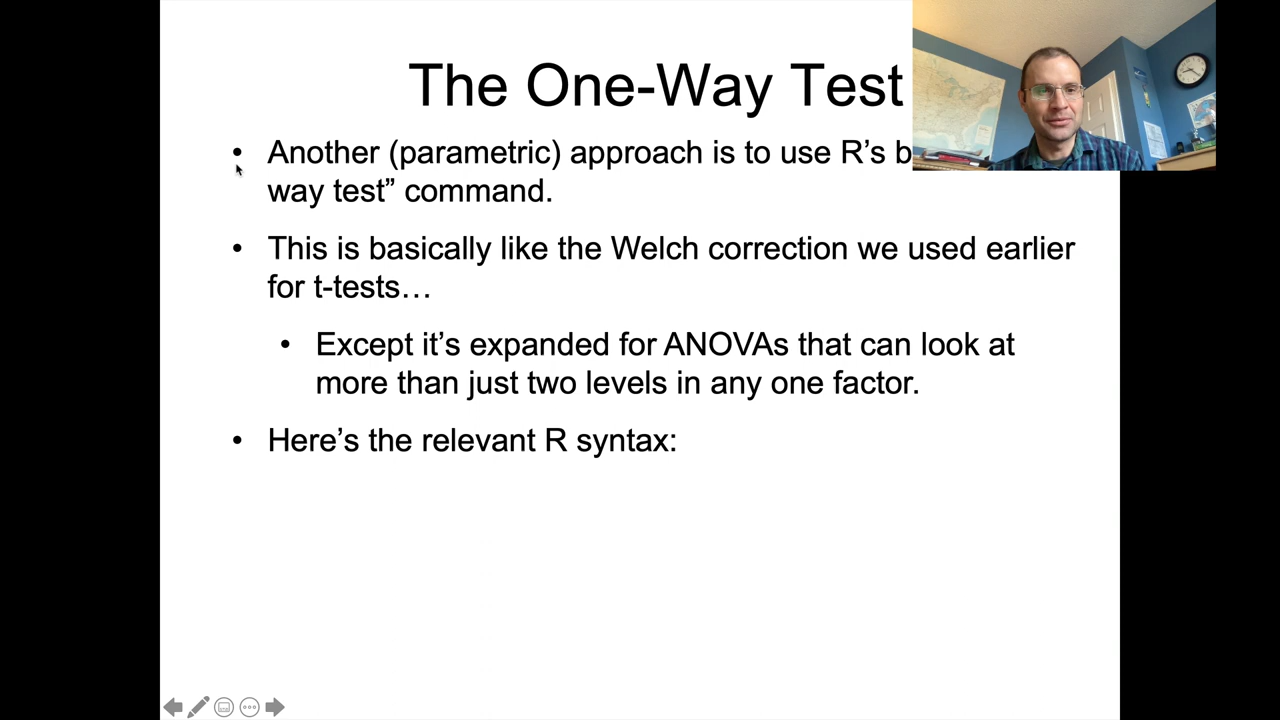 The One-Way Test
• Another (parametric) approach is to use R’s
way test” command.
• This is basically like the Welch correction we used earlier
for t-tests…
• Except it’s expanded for ANOVAs that can look at
more than just two levels in any one factor.
• Here’s the relevant R syntax: